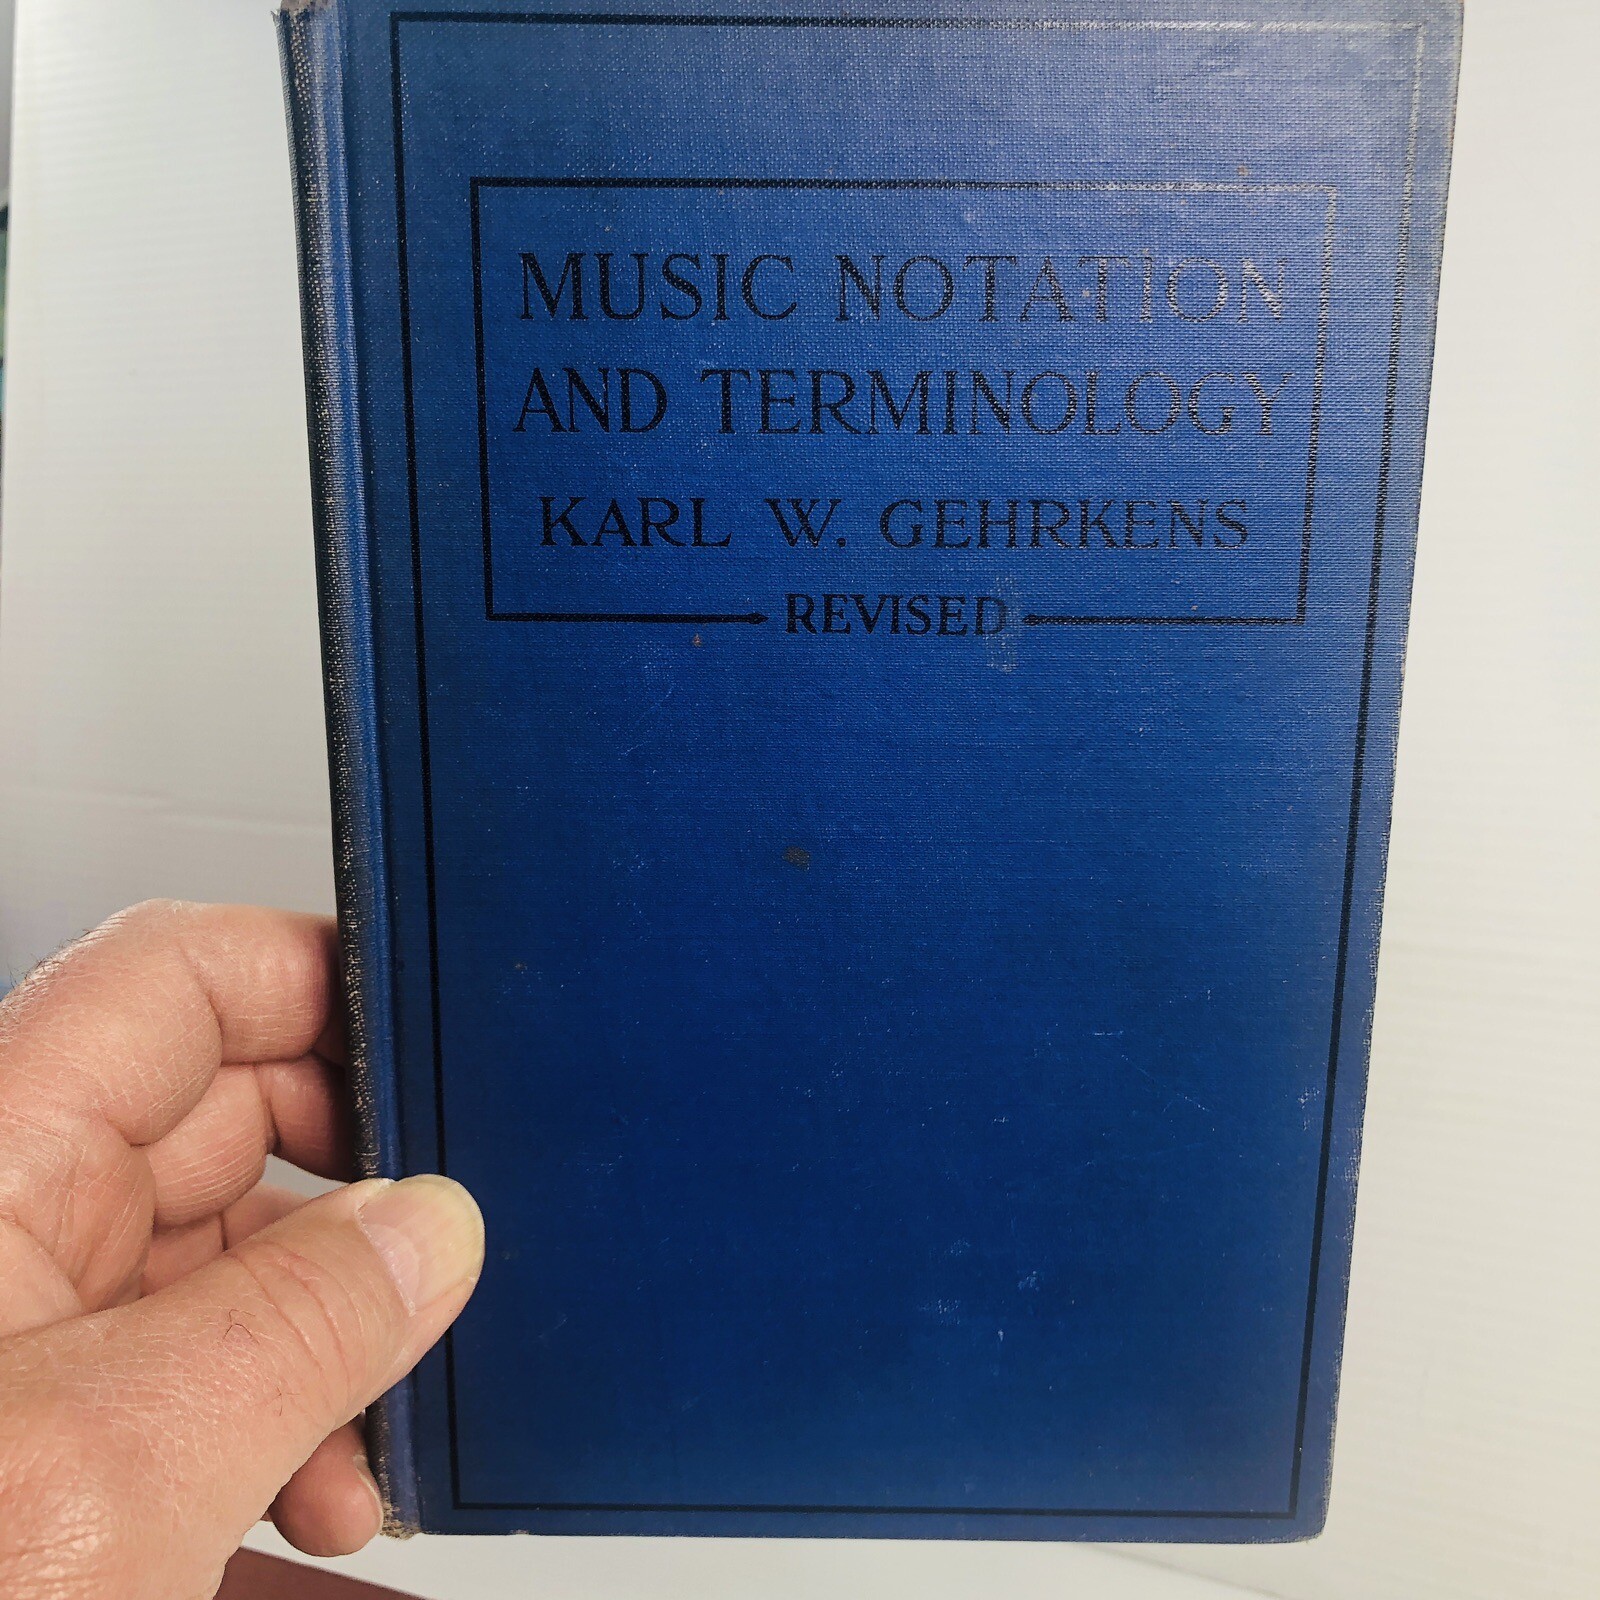 MUSIC NOTATION
AND TERMINOLOGY
KARL W. GEHRKENS
REVISED